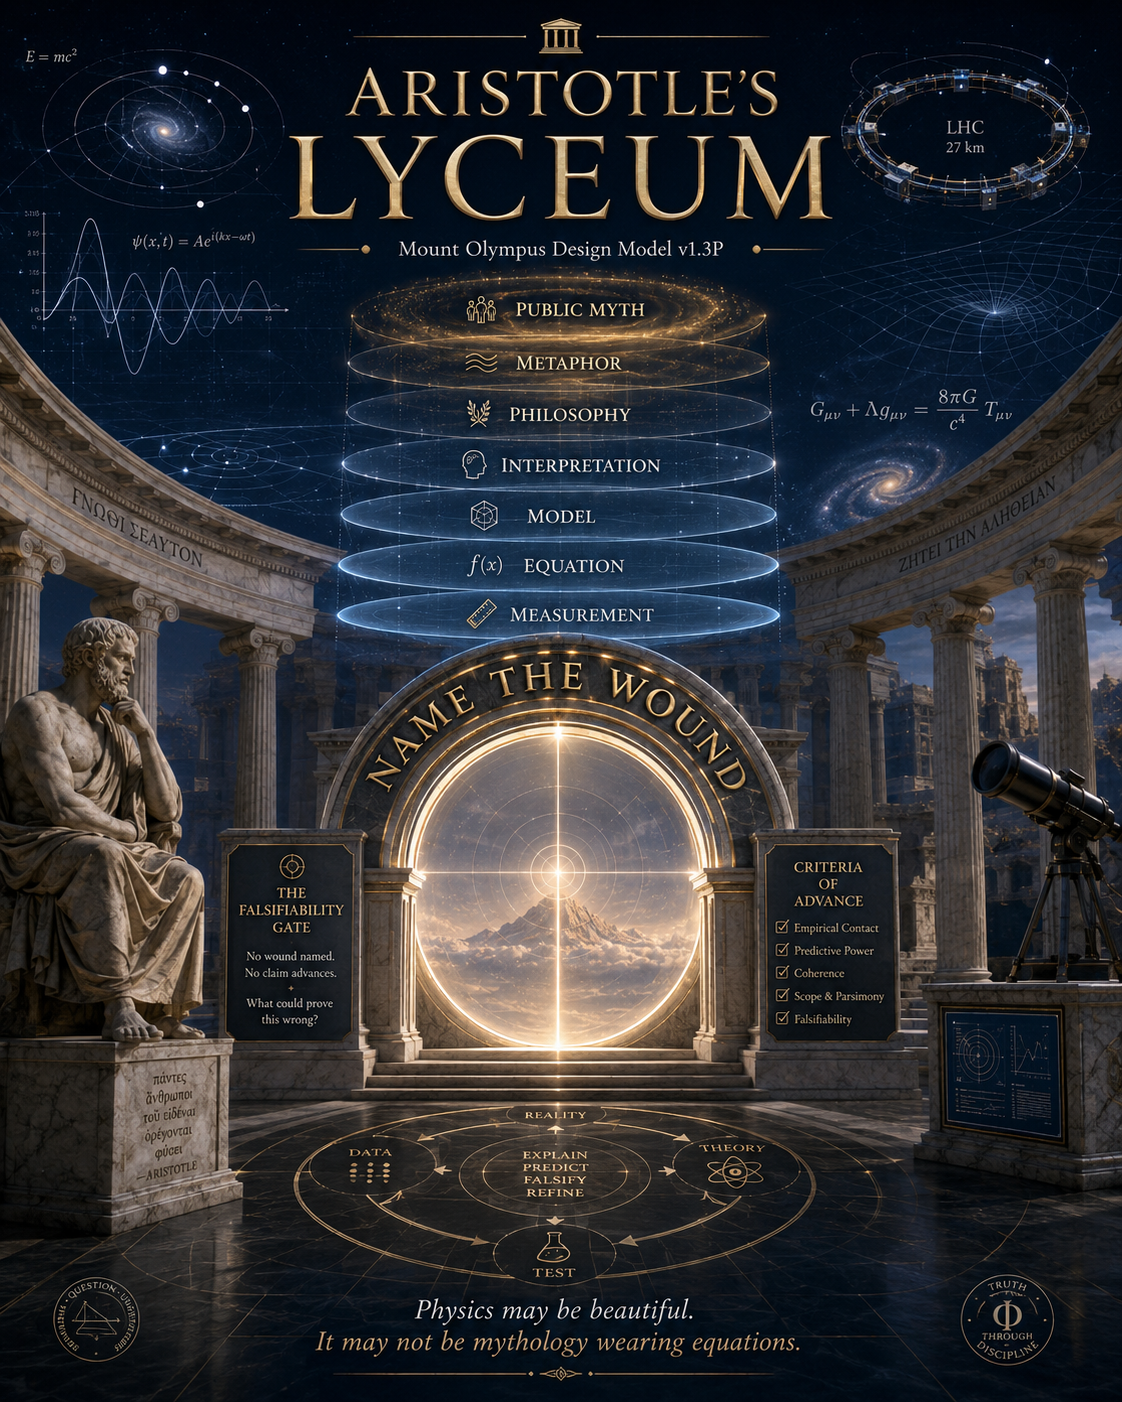 E = mc²
ARISTOTLE'S
LYCEUM
Mount Olympus Design Model v1.3P
LHC
27 km
ψ(x,t) = Ae^{i(kx−ωt)}
G_{μν} + Λg_{μν} = 8πG/c⁴ T_{μν}
PUBLIC MYTH
METAPHOR
PHILOSOPHY
INTERPRETATION
MODEL
f(x) EQUATION
MEASUREMENT
ΓΝΩΘΙ ΣΕΑΥΤΟΝ
ΖΗΤΕΙ ΤΗΝ ΑΛΗΘΕΙΑΝ
NAME THE WOUND
THE
FALSIFIABILITY
GATE
No wound named.
No claim advances.
What could prove
this wrong?
CRITERIA
OF
ADVANCE
Empirical Contact
Predictive Power
Coherence
Scope & Parsimony
Falsifiability
πάντες
ἄνθρωποι
τοῦ εἰδέναι
ὀρέγονται
φύσει
—ARISTOTLE
REALITY
DATA
THEORY
EXPLAIN
PREDICT
FALSIFY
REFINE
TEST
Physics may be beautiful.
It may not be mythology wearing equations.
QUESTION
TRUTH
Φ
THROUGH
DISCIPLINE